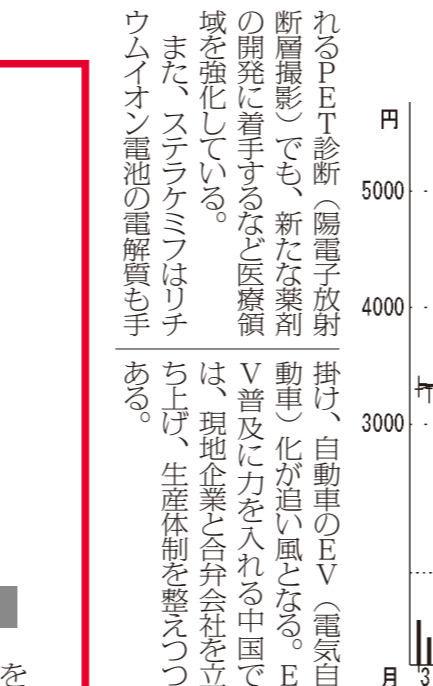 れるPET診断（陽電子放射
断層撮影）でも、新たな薬剤
の開発に着手するなど医療領
域を強化している。
また、ステラケミフはリチ
ウムイオン電池の電解質も手
掛け、自動車のEV（電気自
動車）化が追い風となる。E
V普及に力を入れる中国で
は、現地企業と合弁会社を立
ち上げ、生産体制を整えつつ
ある。
円
5000
4000
3000
月
3
を